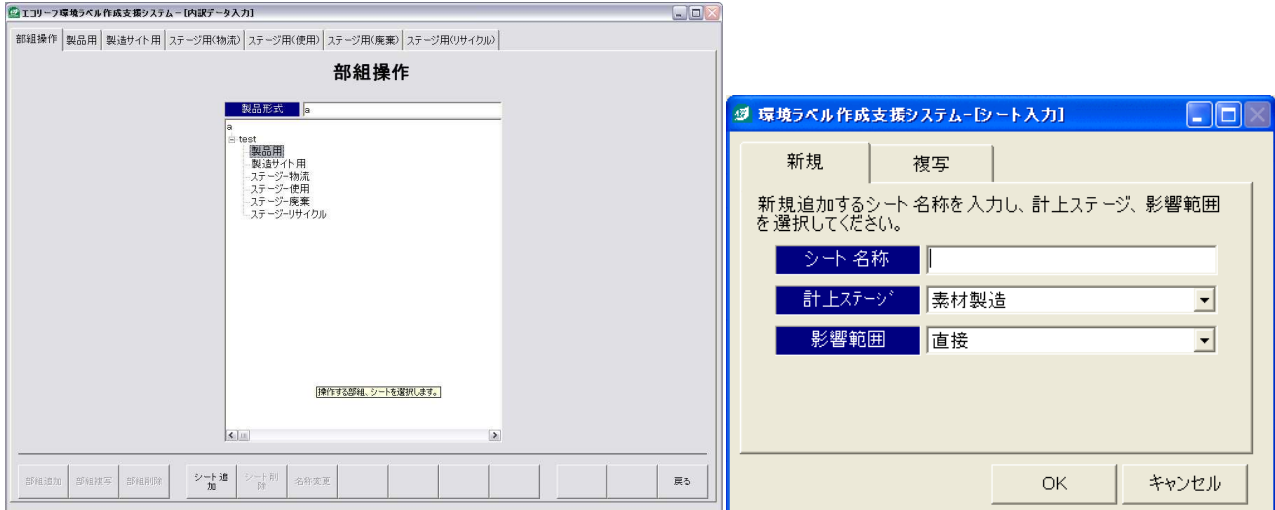 エコリーフ環境ラベル作成支援システム - [内訳データ入力]
部組操作 製品用 製造サイト用 ステージ用(物流) ステージ用(使用) ステージ用(廃棄) ステージ用(リサイクル)
部組操作
製品形式 a
a
test
製品用
製造サイト用
ステージ-物流
ステージ-使用
ステージ-廃棄
ステージ-リサイクル
操作する部組、シートを選択します。
部組追加 部組複写 部組削除 シート追加 シート削除 名称変更 戻る
環境ラベル作成支援システム-[シート入力]
新規 複写
新規追加するシート名称を入力し、計上ステージ、影響範囲
を選択してください。
シート名称
計上ステージ 素材製造
影響範囲 直接
OK キャンセル